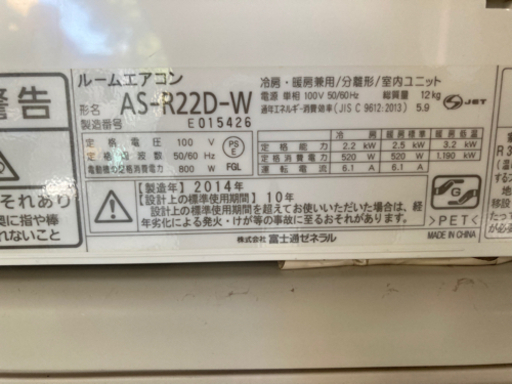 警告
ルームエアコン
形名 AS-R22D-W
製造番号 E015426
冷房・暖房兼用/分離形/室内ユニット
電源 単相 100V 50/60Hz 総質量 12kg
通年エネルギー消費効率(JIS C 9612:2013) 5.9
JET
定格電圧 100 V
定格周波数 50/60 Hz
電動機の定格消費電力 800 W
PSE
FGL
冷房 暖房標準 暖房低温
定格能力 2.2 kW 2.5 kW 3.2 kW
定格消費電力 520 W 520 W 1,190 kW
運転電流 6.1 A 6.1 A
それあり
奥に指や棒
れないこと
【製造年】2014年
【設計上の標準使用期間】10年
設計上の標準使用期間を超えてお使いいただいた場合は、経
年劣化による発火・けが等の事故に至るおそれがあります。
G
>PET<
MADE IN CHINA
株式会社 富士通ゼネラル